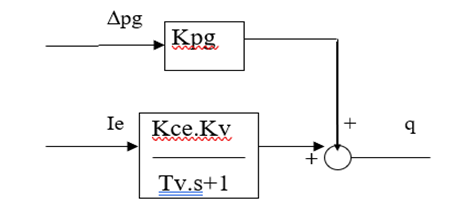 Δpg
Kpg
Ie
Kce.Kv
Tv.s+1
+
+
q